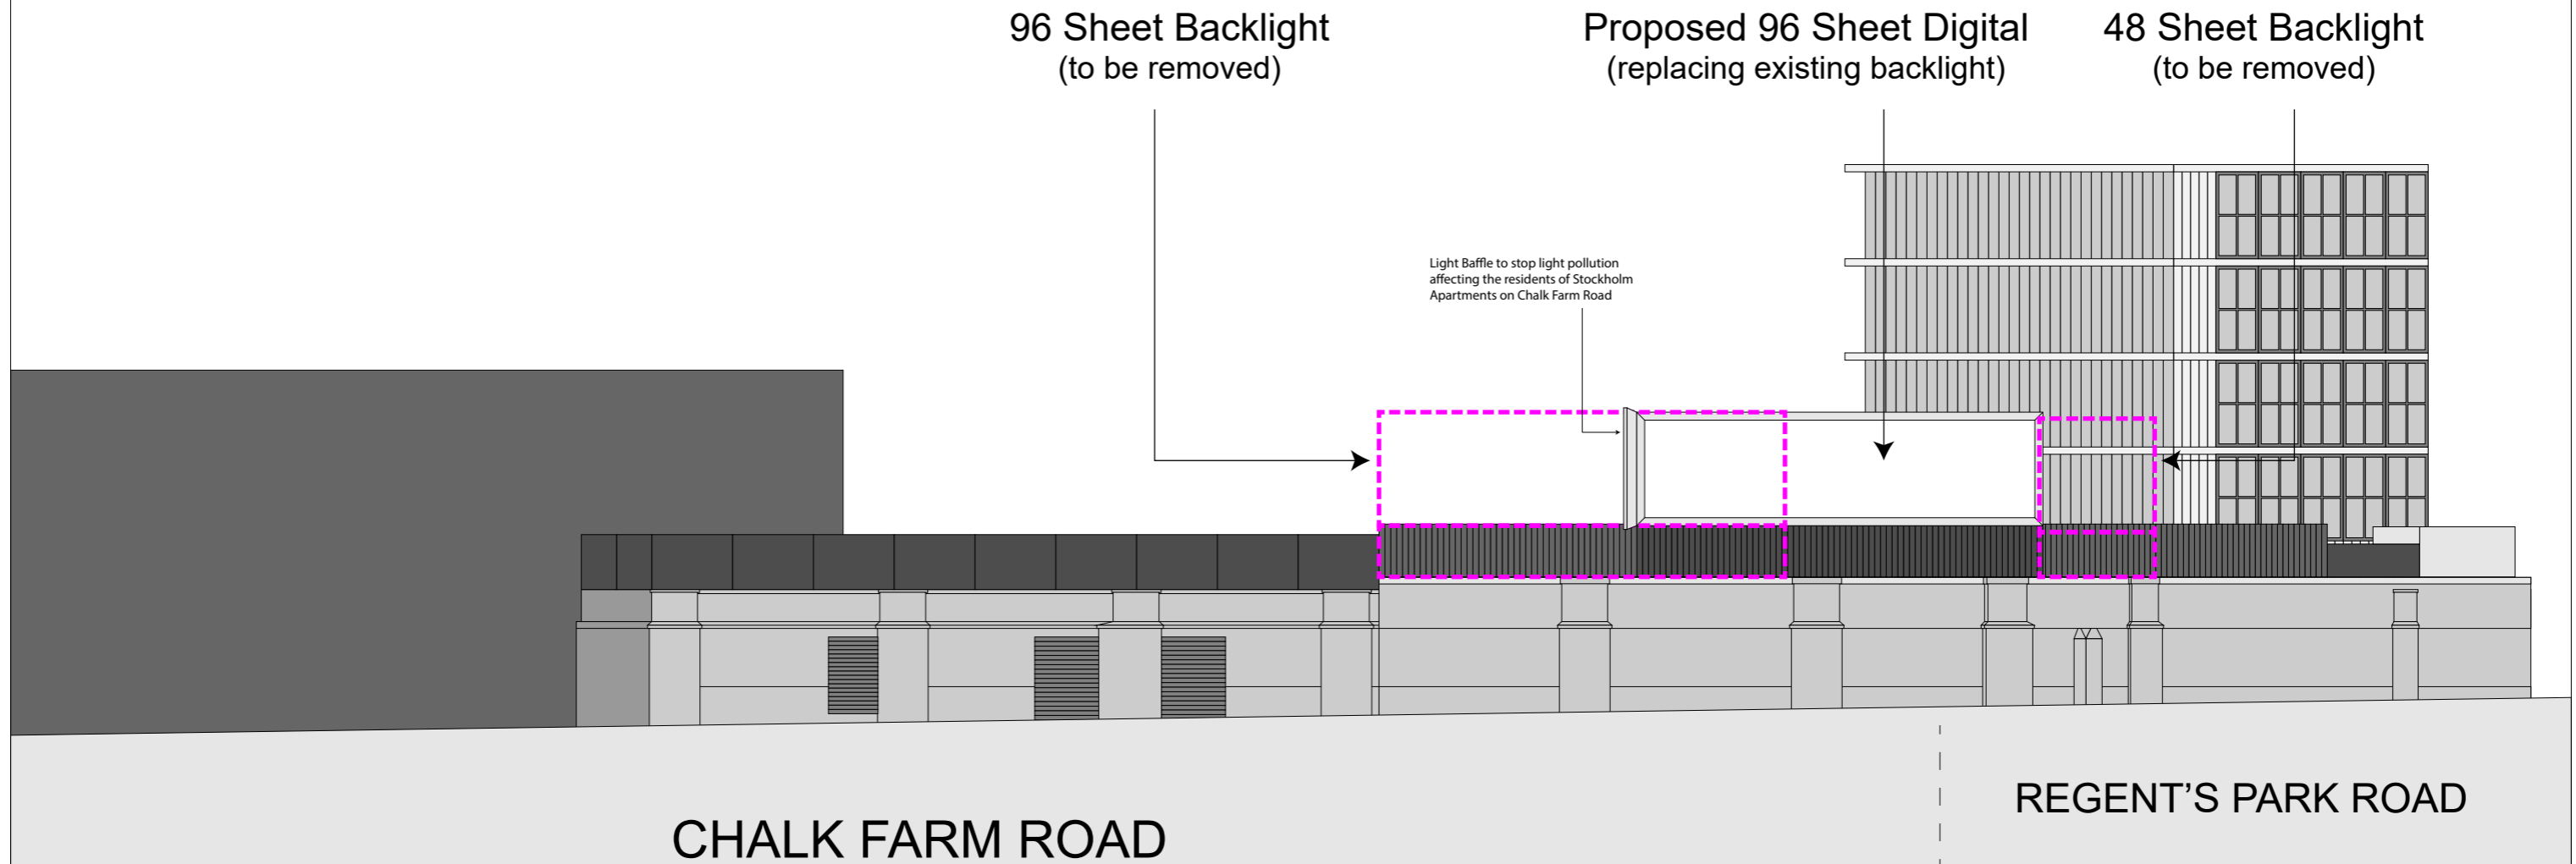 96 Sheet Backlight
(to be removed)
Proposed 96 Sheet Digital
(replacing existing backlight)
48 Sheet Backlight
(to be removed)
Light Baffle to stop light pollution
affecting the residents of Stockholm
Apartments on Chalk Farm Road
REGENT’S PARK ROAD
CHALK FARM ROAD